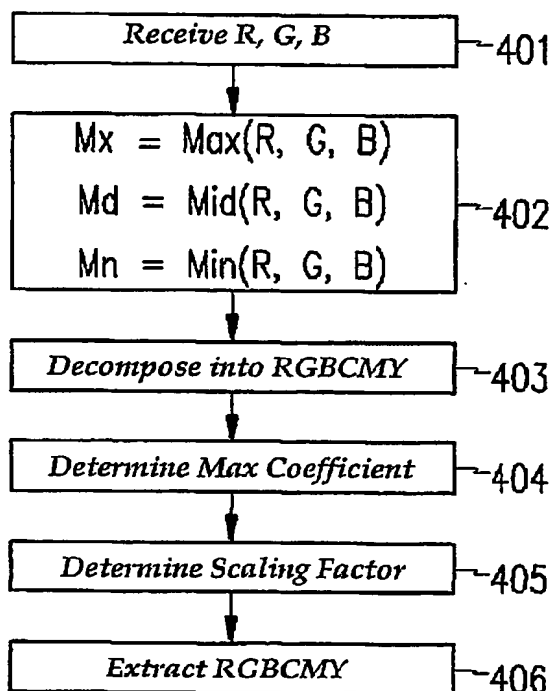 Receive R, G, B
401
Mx = Max(R, G, B)
Md = Mid(R, G, B)
Mn = Min(R, G, B)
402
Decompose into RGBCMY
403
Determine Max Coefficient
404
Determine Scaling Factor
405
Extract RGBCMY
406